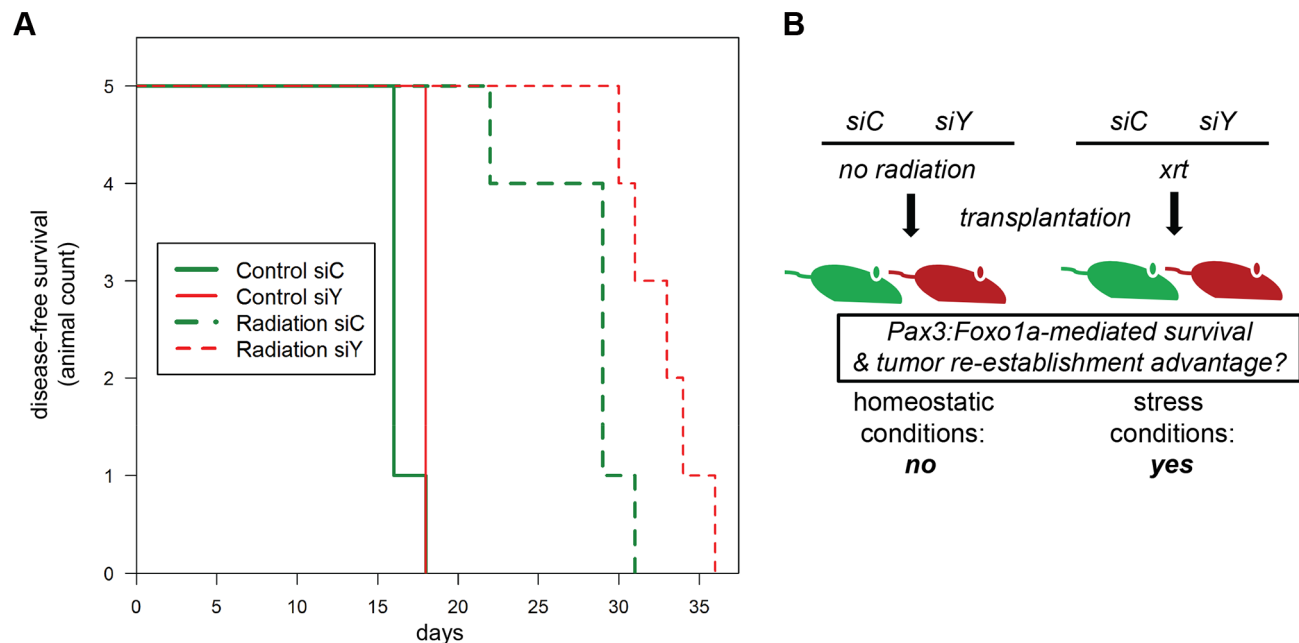 A
disease-free survival
(animal count)
5
4
3
2
1
0
Control siC
Control siY
Radiation siC
Radiation siY
0 5 10 15 20 25 30 35
days
B
siC siY siC siY
no radiation xrt
transplantation
Pax3:Foxo1a-mediated survival
& tumor re-establishment advantage?
homeostatic
conditions:
no
stress
conditions:
yes